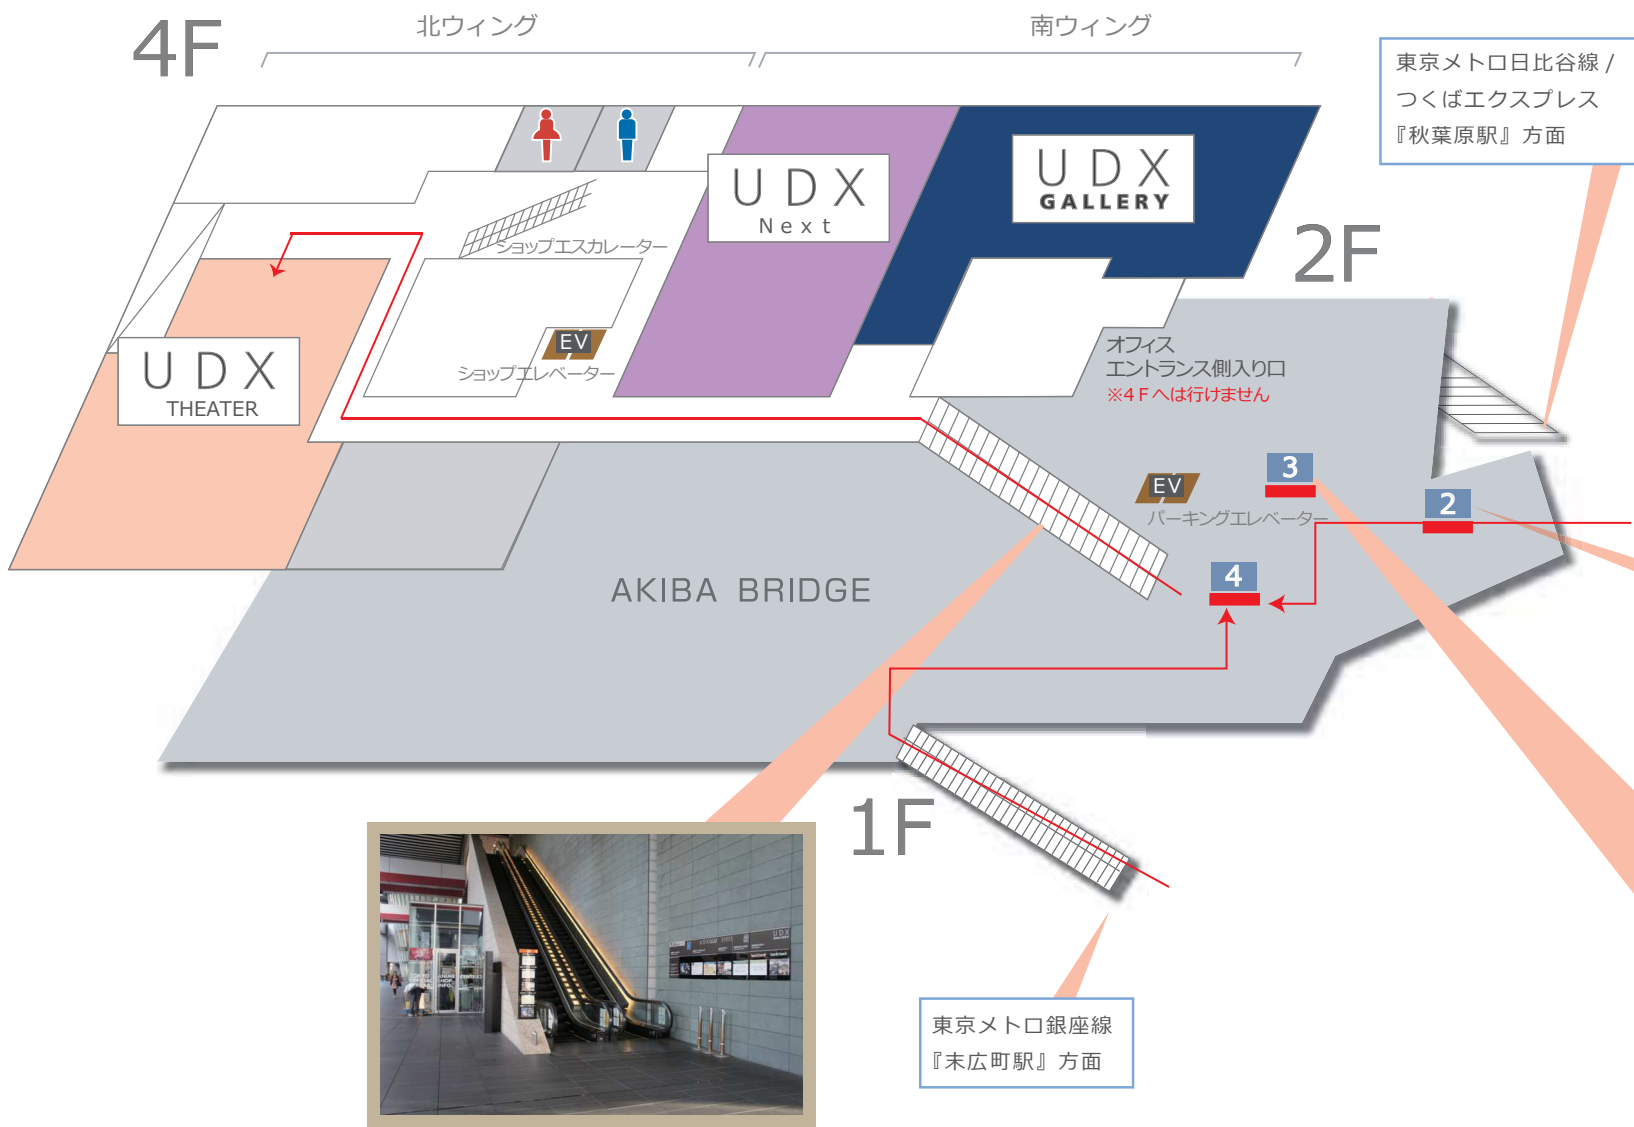 4F
北ウィング
南ウィング
東京メトロ日比谷線 /
つくばエクスプレス
『秋葉原駅』方面
UDX
Next
UDX
GALLERY
ショップエスカレーター
2F
EV
ショップエレベーター
UDX
THEATER
オフィス
エントランス側入り口
※4Fへは行けません
3
EV
パーキングエレベーター
2
4
AKIBA BRIDGE
1F
UDX
東京メトロ銀座線
『末広町駅』方面